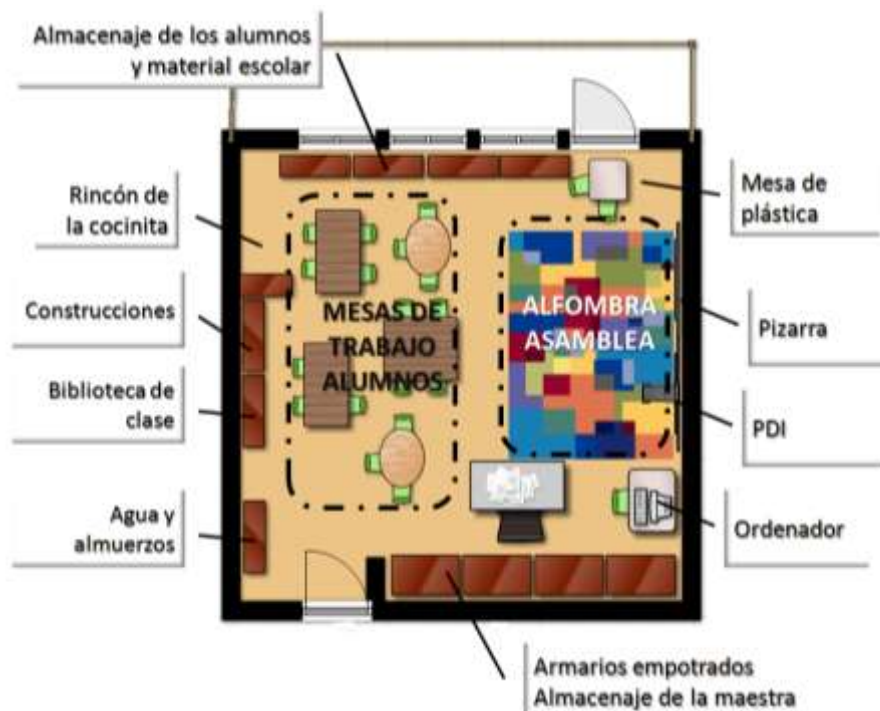 Almacenaje de los alumnos
y material escolar
Rincón de
la cocinita
Construcciones
Biblioteca de
clase
Agua y
almuerzos
MESAS DE
TRABAJO
ALUMNOS
ALFOMBRA
ASAMBLEA
Mesa de
plástica
Pizarra
PDI
Ordenador
Armarios empotrados
Almacenaje de la maestra